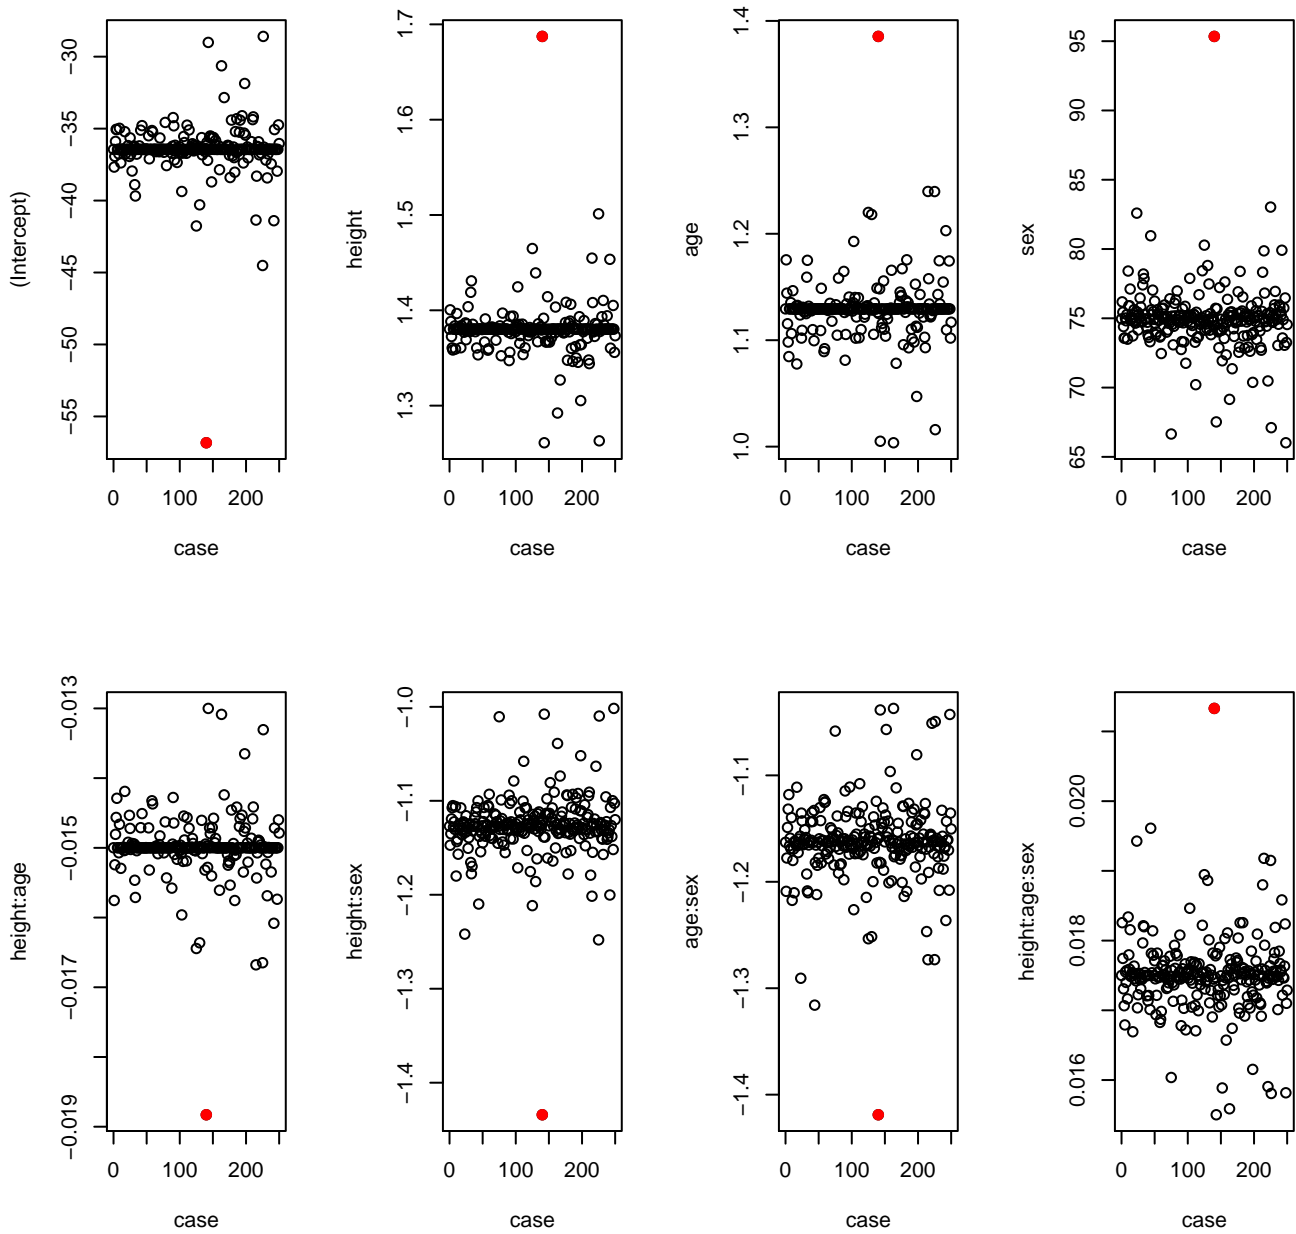 (Intercept)
−30
−35
−40
−45
−50
−55
0 100 200
case
height
1.7
1.6
1.5
1.4
1.3
0 100 200
case
age
1.4
1.3
1.2
1.1
1.0
0 100 200
case
sex
95
90
85
80
75
70
65
0 100 200
case
height:age
−0.013
−0.015
−0.017
−0.019
0 100 200
case
height:sex
−1.0
−1.1
−1.2
−1.3
−1.4
0 100 200
case
age:sex
−1.1
−1.2
−1.3
−1.4
0 100 200
case
height:age:sex
0.020
0.018
0.016
0 100 200
case